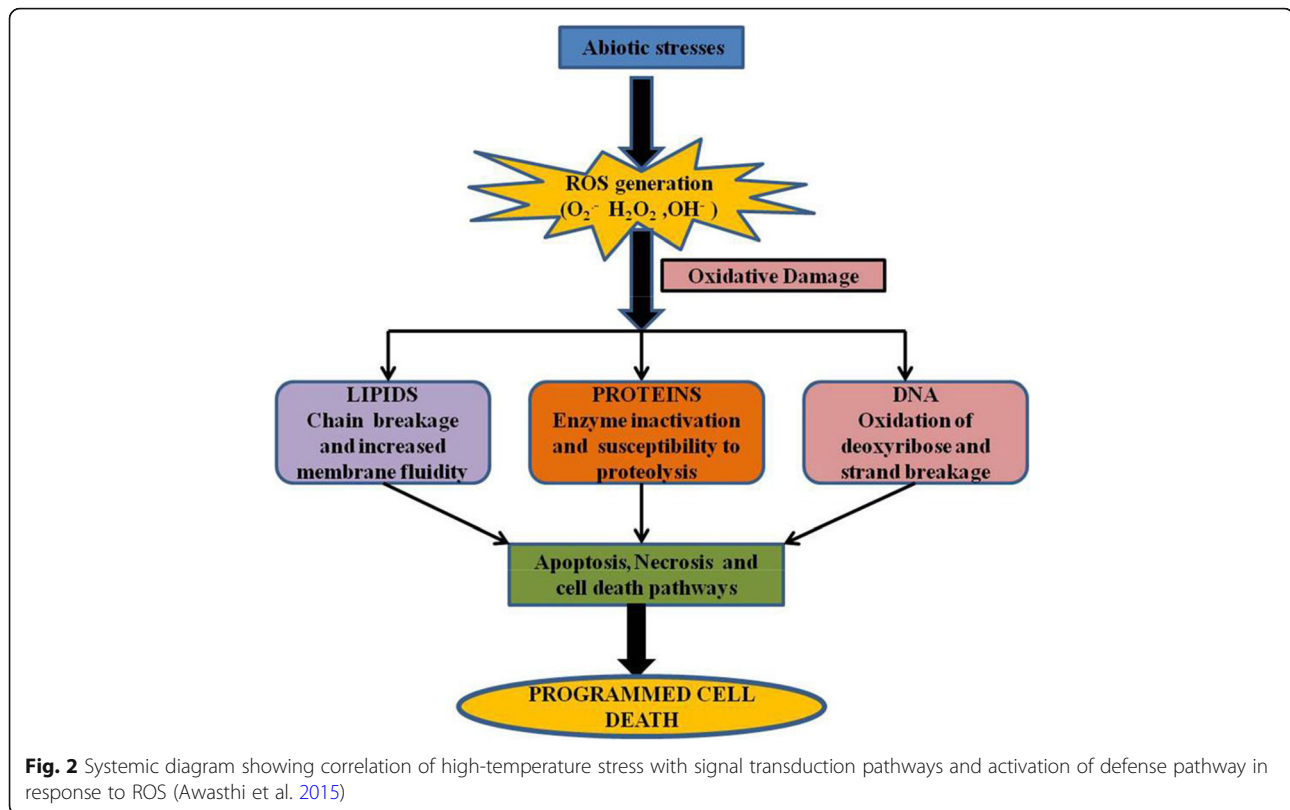 Abiotic stresses
ROS generation
(O₂·⁻ H₂O₂ ,OH⁻ )
Oxidative Damage
LIPIDS
Chain breakage
and increased
membrane fluidity
PROTEINS
Enzyme inactivation
and susceptibility to
proteolysis
DNA
Oxidation of
deoxyribose and
strand breakage
Apoptosis, Necrosis and
cell death pathways
PROGRAMMED CELL
DEATH
Fig. 2 Systemic diagram showing correlation of high-temperature stress with signal transduction pathways and activation of defense pathway in
response to ROS (Awasthi et al. 2015)